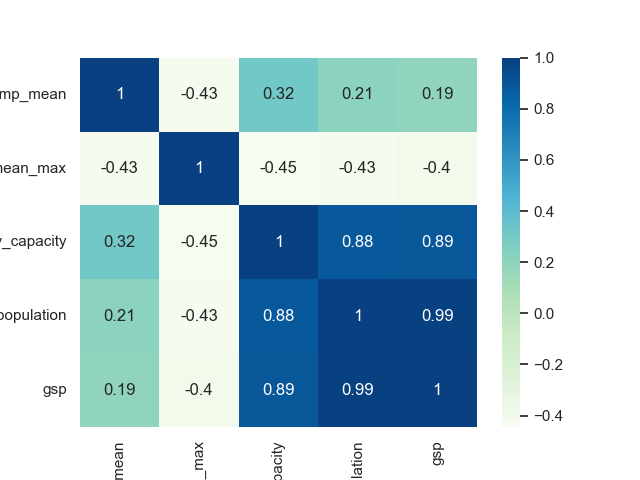 mp_mean 1 -0.43 0.32 0.21 0.19
nean_max -0.43 1 -0.45 -0.43 -0.4
_capacity 0.32 -0.45 1 0.88 0.89
population 0.21 -0.43 0.88 1 0.99
gsp 0.19 -0.4 0.89 0.99 1
mean
_max
pacity
lation
gsp
1.0
0.8
0.6
0.4
0.2
0.0
−0.2
−0.4